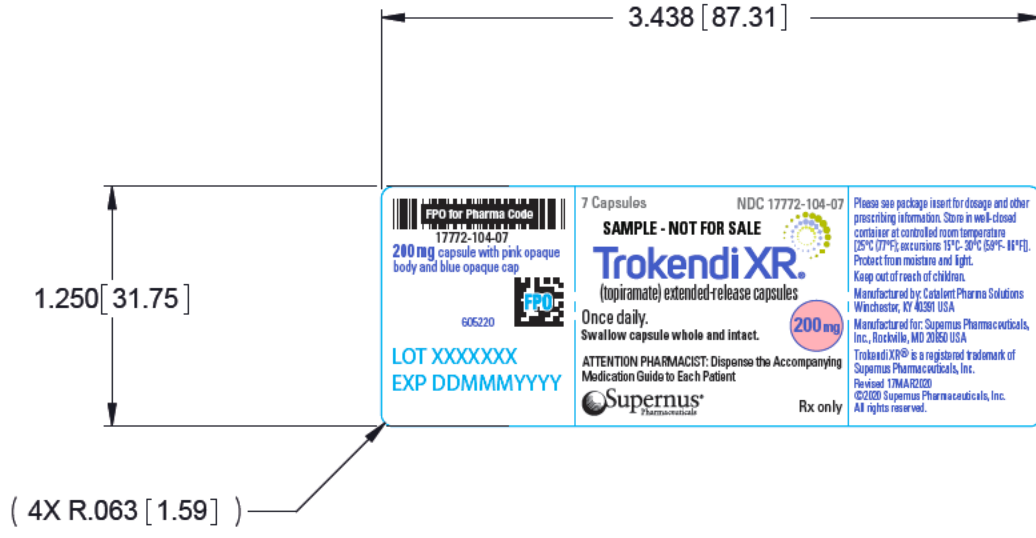 3.438 [87.31]
1.250[31.75]
( 4X R.063 [1.59] )
FPO for Pharma Code
17772-104-07
200 mg capsule with pink opaque
body and blue opaque cap
FPO
605220
LOT XXXXXXX
EXP DDMMMYYYY
7 Capsules
NDC 17772-104-07
SAMPLE - NOT FOR SALE
Trokendi XR®
(topiramate) extended-release capsules
Once daily.
Swallow capsule whole and intact.
200 mg
ATTENTION PHARMACIST: Dispense the Accompanying
Medication Guide to Each Patient
Supernus®
Pharmaceuticals
Rx only
Please see package insert for dosage and other
prescribing information. Store in well-closed
container at controlled room temperature
[25°C (77°F); excursions 15°C- 30°C (59°F- 86°F)].
Protect from moisture and light.
Keep out of reach of children.
Manufactured by: Catalent Pharma Solutions
Winchester, KY 40391 USA
Manufactured for: Supernus Pharmaceuticals,
Inc., Rockville, MD 20850 USA
Trokendi XR® is a registered trademark of
Supernus Pharmaceuticals, Inc.
Revised 17MAR2020
©2020 Supernus Pharmaceuticals, Inc.
All rights reserved.